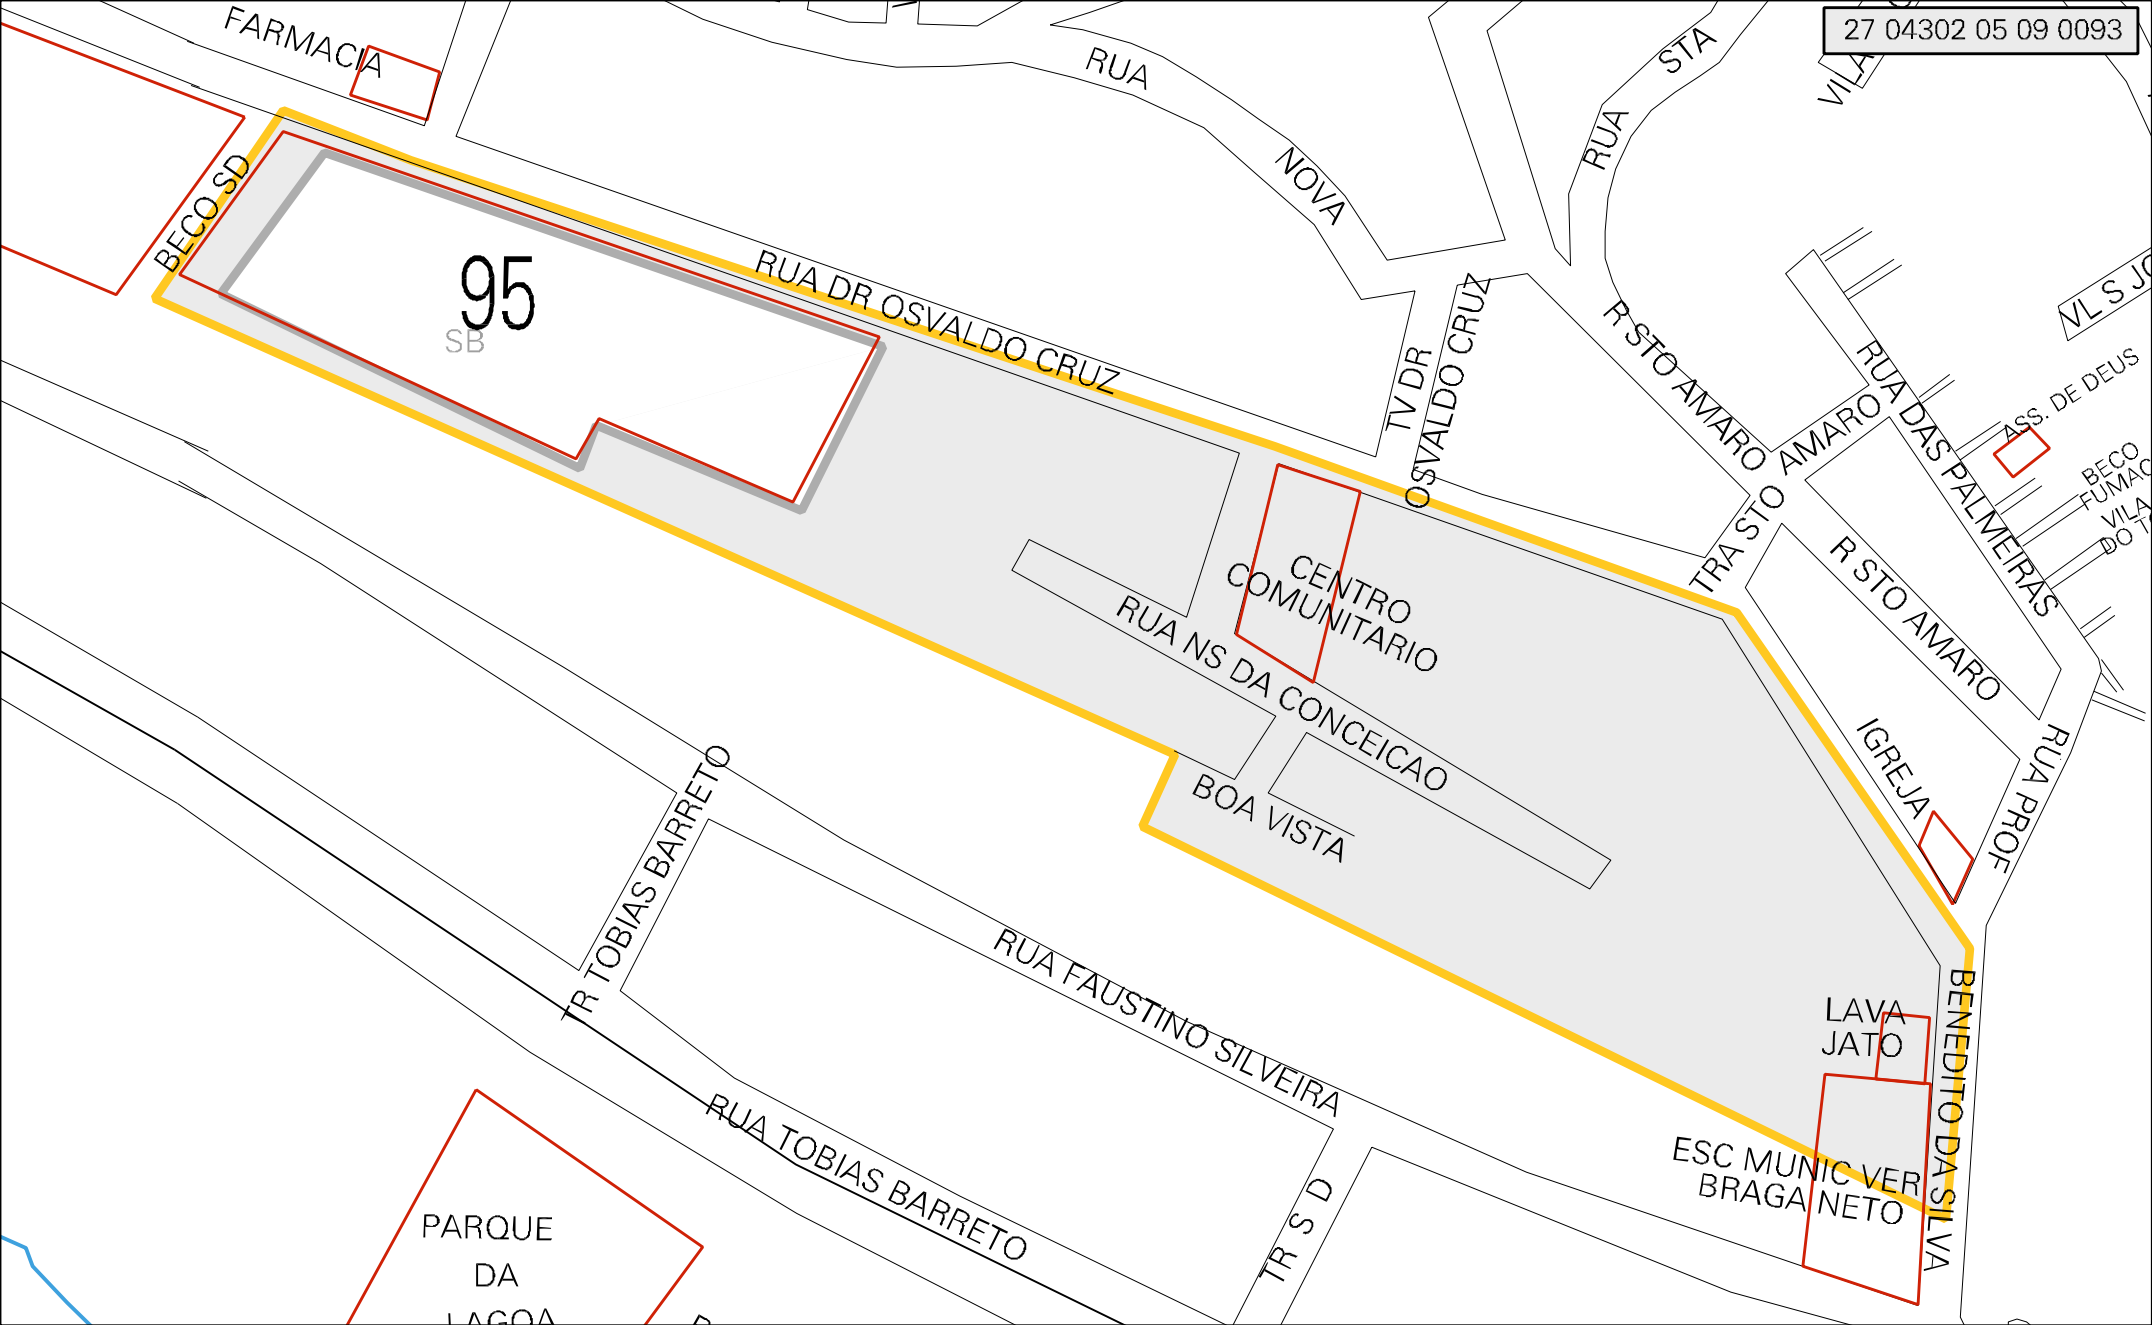 27 04302 05 09 0093
FARMACIA
RUA
NOVA
RUA
STA
BECO SD
95
SB
RUA DR OSVALDO CRUZ
TV DR
OSVALDO CRUZ
R STO AMARO
TRA STO
AMARO
RUA DAS PALMEIRAS
VL S
ASS. DE DEUS
BECO
VILA
R STO AMARO
CENTRO
COMUNITARIO
RUA NS DA CONCEICAO
BOA VISTA
IGREJA
RUA PROF
BENEDITO DA SILVA
TR TOBIAS BARRETO
RUA FAUSTINO SILVEIRA
LAVA
JATO
ESC MUNIC VER
BRAGA NETO
RUA TOBIAS BARRETO
TR S D
PARQUE
DA
LAGOA